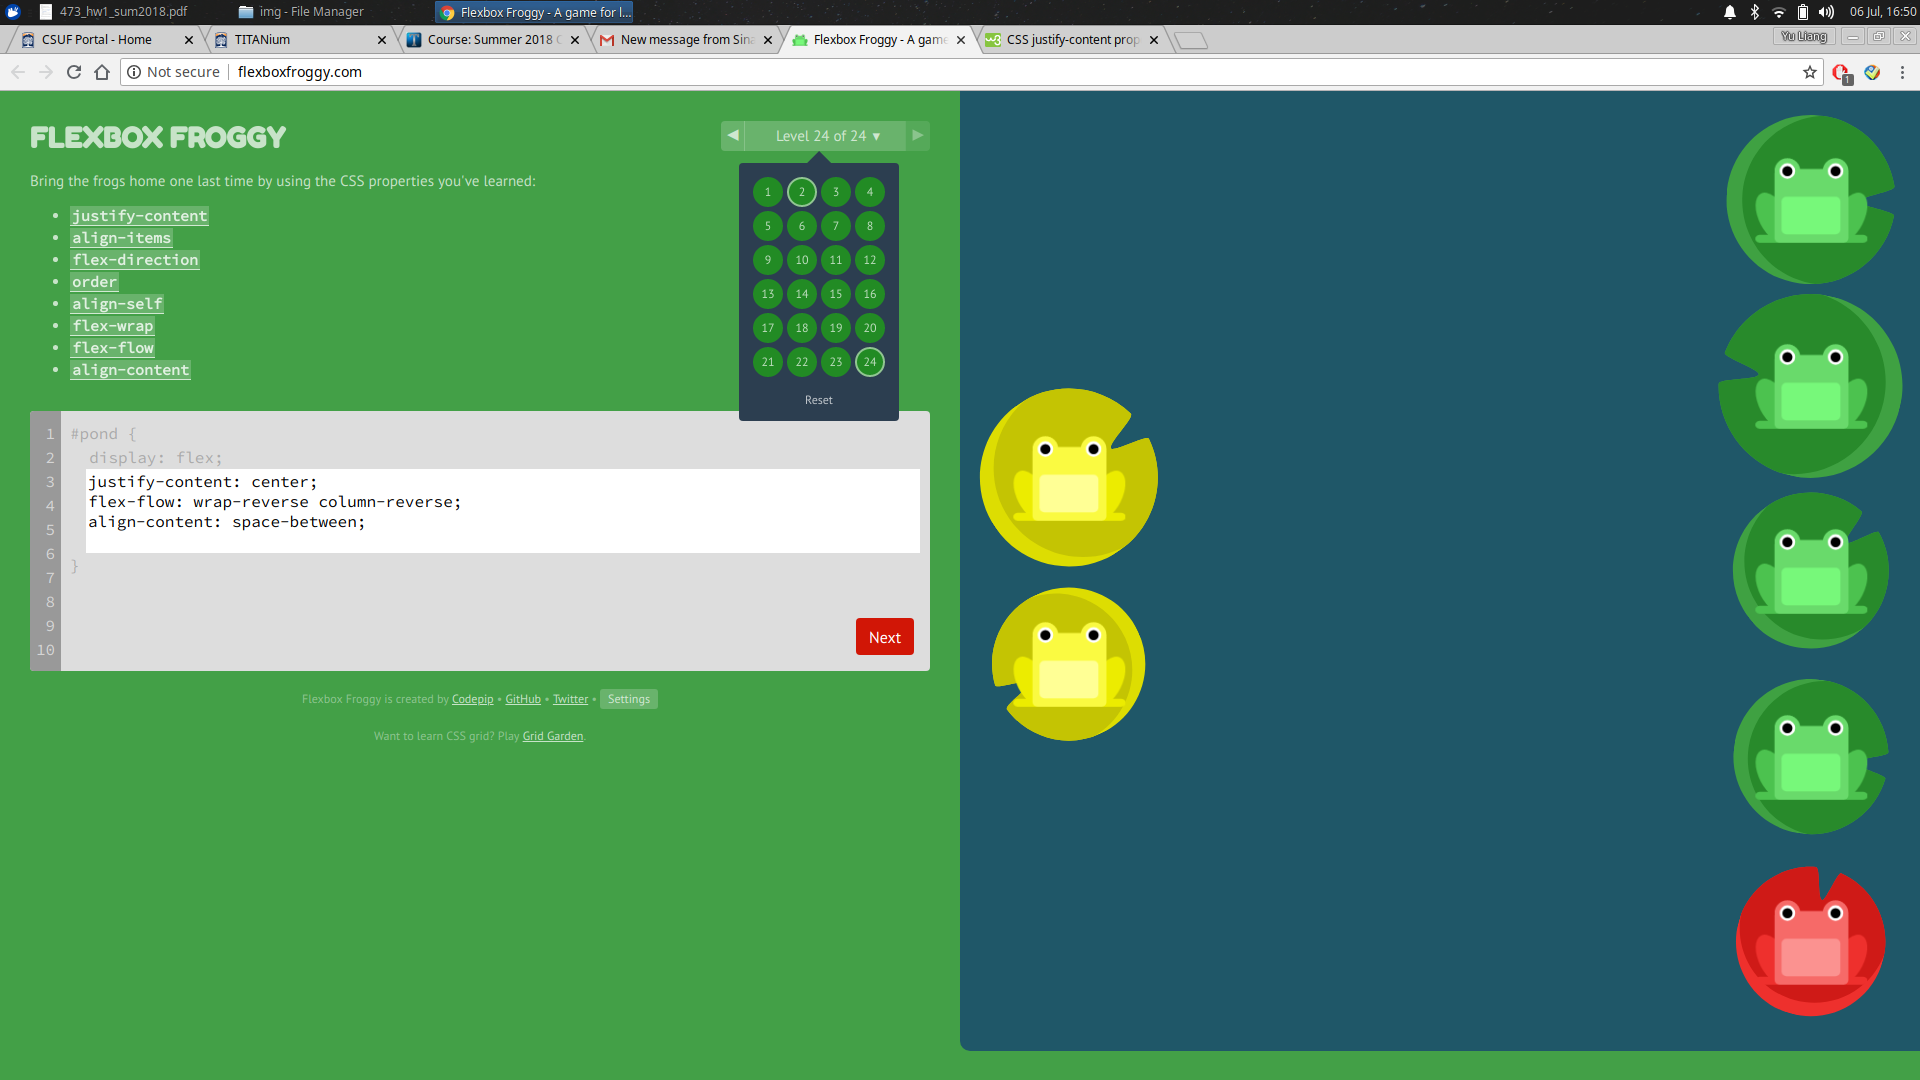 473_hw1_sum2018.pdf
img - File Manager
Flexbox Froggy - A game for l...
06 Jul, 16:50
CSUF Portal - Home
TITANium
Course: Summer 2018 C
New message from Sina
Flexbox Froggy - A game
CSS justify-content prop
Yu Liang
Not secure
flexboxfroggy.com
1
FLEXBOX FROGGY
◀ Level 24 of 24 ▼ ▶
Bring the frogs home one last time by using the CSS properties you've learned:
• justify-content
• align-items
• flex-direction
• order
• align-self
• flex-wrap
• flex-flow
• align-content
1 2 3 4
5 6 7 8
9 10 11 12
13 14 15 16
17 18 19 20
21 22 23 24
Reset
1 #pond {
2 display: flex;
3 justify-content: center;
4 flex-flow: wrap-reverse column-reverse;
5 align-content: space-between;
6 }
7
8
9
10
Next
Flexbox Froggy is created by Codepip • GitHub • Twitter • Settings
Want to learn CSS grid? Play Grid Garden.